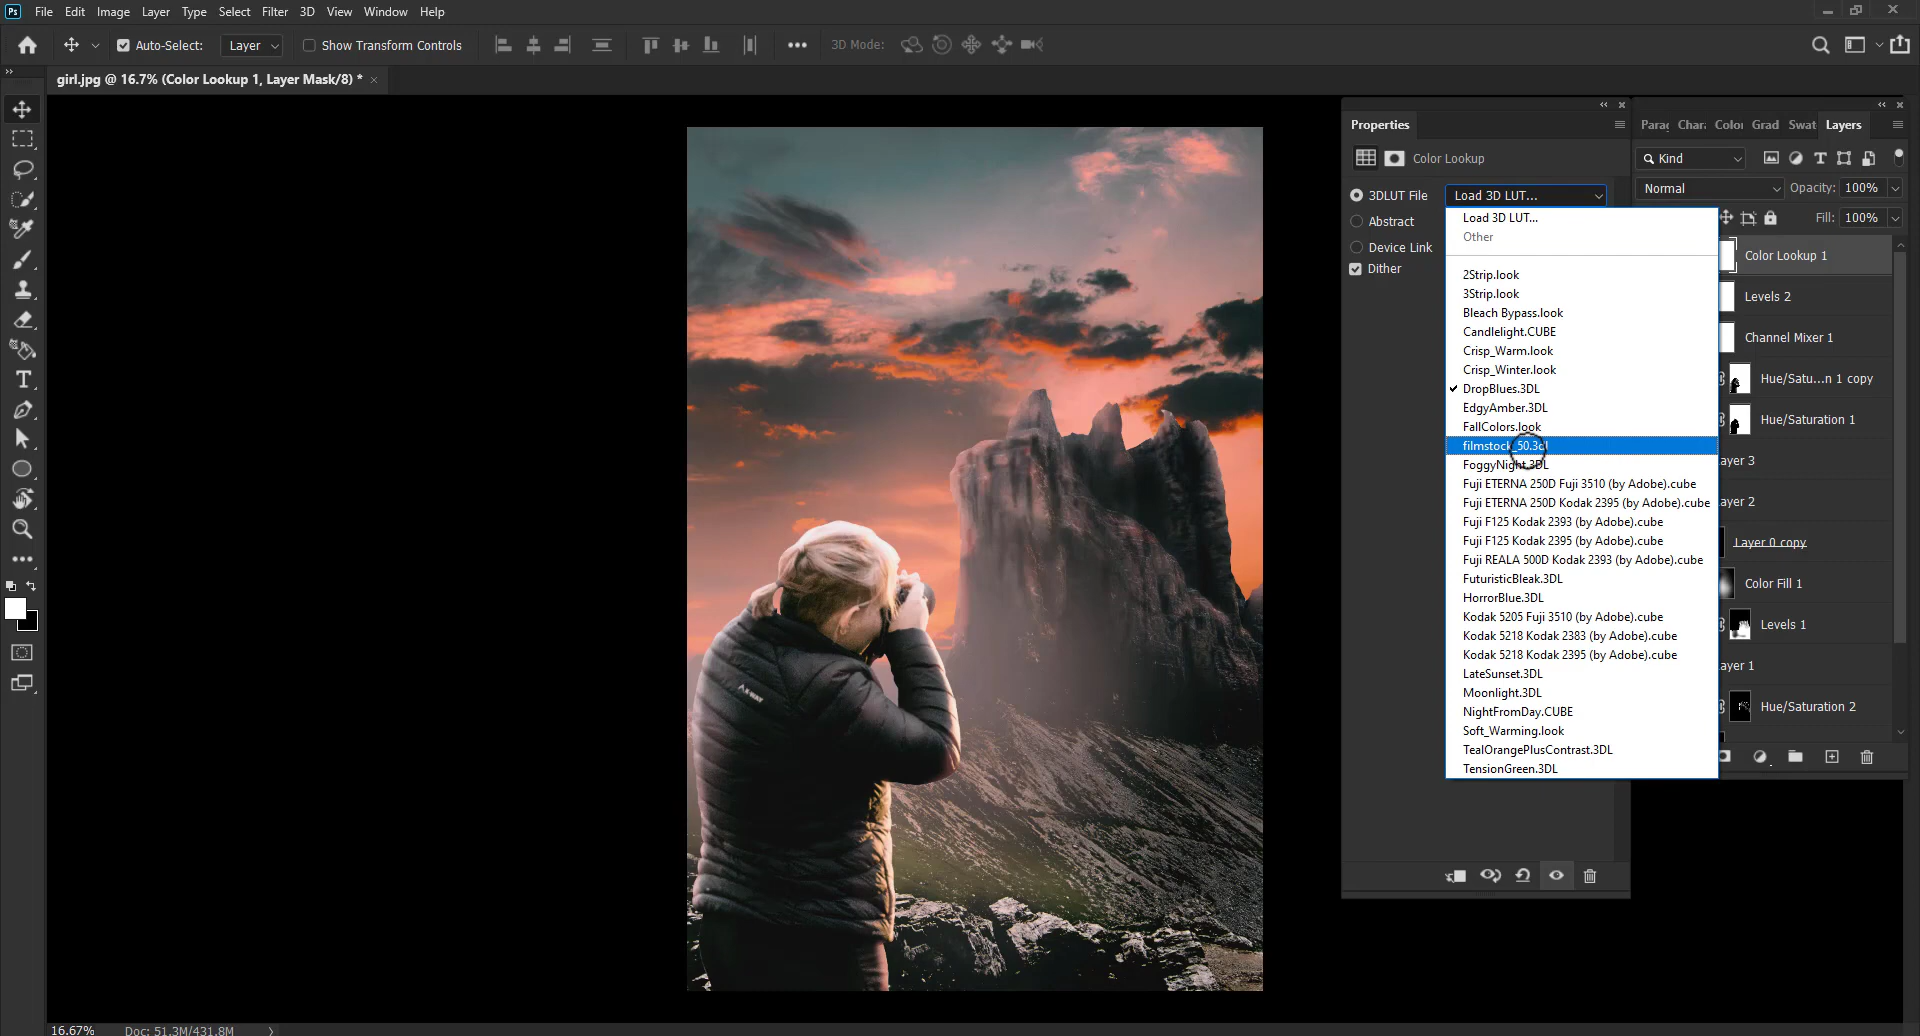 Ps File Edit Image Layer Type Select Filter 3D View Window Help
Auto-Select: Layer Show Transform Controls 3D Mode:
girl.jpg @ 16.7% (Color Lookup 1, Layer Mask/8) *
Properties
Color Lookup
3DLUT File Load 3D LUT...
Abstract
Device Link
Dither
Load 3D LUT...
Other
2Strip.look
3Strip.look
Bleach Bypass.look
Candlelight.CUBE
Crisp_Warm.look
Crisp_Winter.look
DropBlues.3DL
EdgyAmber.3DL
FallColors.look
filmstock_50.3dl
FoggyNight.3DL
Fuji ETERNA 250D Fuji 3510 (by Adobe).cube
Fuji ETERNA 250D Kodak 2395 (by Adobe).cube
Fuji F125 Kodak 2393 (by Adobe).cube
Fuji F125 Kodak 2395 (by Adobe).cube
Fuji REALA 500D Kodak 2393 (by Adobe).cube
FuturisticBleak.3DL
HorrorBlue.3DL
Kodak 5205 Fuji 3510 (by Adobe).cube
Kodak 5218 Kodak 2383 (by Adobe).cube
Kodak 5218 Kodak 2395 (by Adobe).cube
LateSunset.3DL
Moonlight.3DL
NightFromDay.CUBE
Soft_Warming.look
TealOrangePlusContrast.3DL
TensionGreen.3DL
Parag Chara Color Grad Swat Layers
Kind
Normal Opacity: 100%
Fill: 100%
Color Lookup 1
Levels 2
Channel Mixer 1
Hue/Satu...n 1 copy
Hue/Saturation 1
ayer 3
ayer 2
Layer 0 copy
Color Fill 1
Levels 1
ayer 1
Hue/Saturation 2
K-WAY
16.67% Doc: 51.3M/431.8M